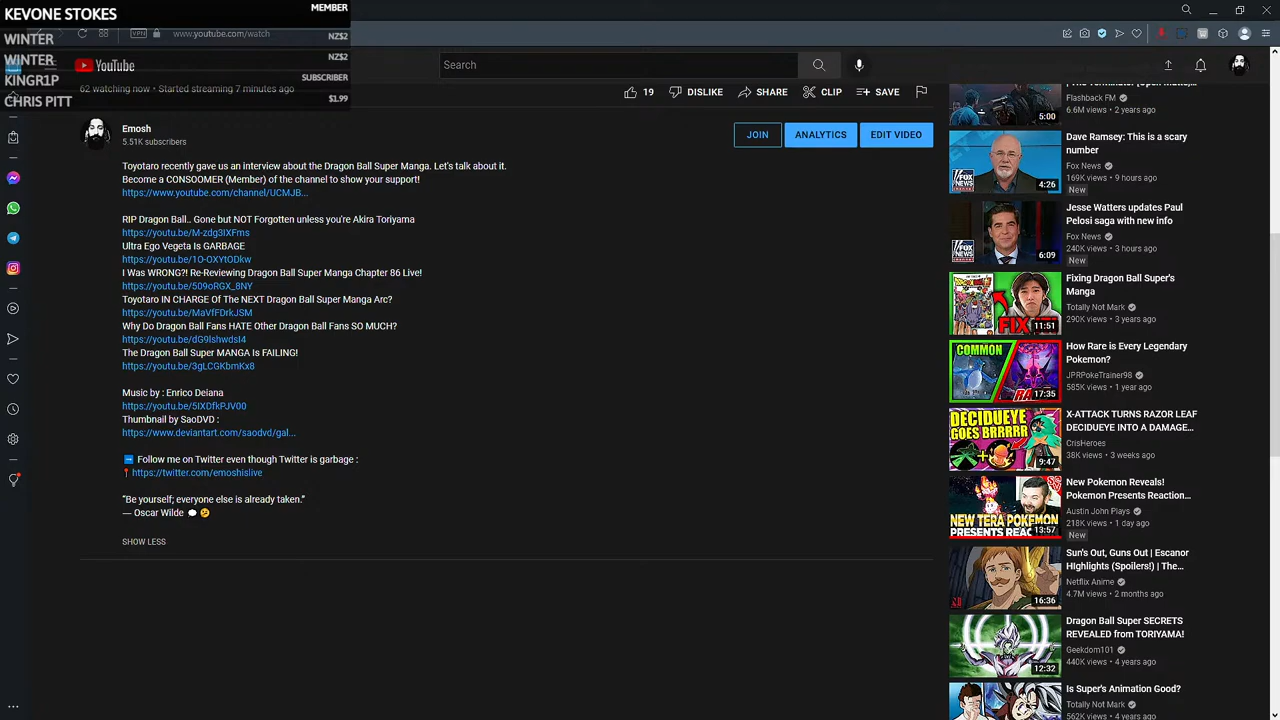 KEVONE STOKES
MEMBER
WINTER
NZ$2
WINTER
NZ$2
KINGR1P
SUBSCRIBER
CHRIS PITT
$1.99
VPN
www.youtube.com/watch
YouTube
Search
62 watching now • Started streaming 7 minutes ago
19
DISLIKE
SHARE
CLIP
SAVE
Emosh
5.51K subscribers
JOIN
ANALYTICS
EDIT VIDEO
Toyotaro recently gave us an interview about the Dragon Ball Super Manga. Let's talk about it.
Become a CONSOOMER (Member) of the channel to show your support!
https://www.youtube.com/channel/UCMJB...
RIP Dragon Ball.. Gone but NOT Forgotten unless you're Akira Toriyama
https://youtu.be/M-zdg3IXFms
Ultra Ego Vegeta Is GARBAGE
https://youtu.be/1O-OXYtODkw
I Was WRONG?! Re-Reviewing Dragon Ball Super Manga Chapter 86 Live!
https://youtu.be/509oRGX_8NY
Toyotaro IN CHARGE Of The NEXT Dragon Ball Super Manga Arc?
https://youtu.be/MaVfFDrkJSM
Why Do Dragon Ball Fans HATE Other Dragon Ball Fans SO MUCH?
https://youtu.be/dG9lshwdsI4
The Dragon Ball Super MANGA Is FAILING!
https://youtu.be/3gLCGKbmKx8
Music by : Enrico Deiana
https://youtu.be/5IXDfkPJV00
Thumbnail by SaoDVD :
https://www.deviantart.com/saodvd/gal...
Follow me on Twitter even though Twitter is garbage :
https://twitter.com/emoshislive
“Be yourself; everyone else is already taken.”
― Oscar Wilde
SHOW LESS
Flashback FM
6.6M views • 2 years ago
5:00
Dave Ramsey: This is a scary
number
Fox News
169K views • 9 hours ago
New
4:26
Jesse Watters updates Paul
Pelosi saga with new info
Fox News
240K views • 3 hours ago
New
6:09
Fixing Dragon Ball Super's
Manga
Totally Not Mark
290K views • 3 years ago
FIX
11:51
How Rare is Every Legendary
Pokemon?
JPRPokeTrainer98
585K views • 1 year ago
COMMON
17:35
X-ATTACK TURNS RAZOR LEAF
DECIDUEYE INTO A DAMAGE...
CrisHeroes
38K views • 3 weeks ago
DECIDUEYE
GOES BRRRR
9:47
New Pokemon Reveals!
Pokemon Presents Reaction...
Austin John Plays
218K views • 1 day ago
New
NEW TERA POKEMON
PRESENTS REAC
13:57
Sun's Out, Guns Out | Escanor
Highlights (Spoilers!) | The...
Netflix Anime
4.7M views • 2 months ago
16:36
Dragon Ball Super SECRETS
REVEALED from TORIYAMA!
Geekdom101
440K views • 4 years ago
12:32
Is Super's Animation Good?
Totally Not Mark
562K views • 4 years ago